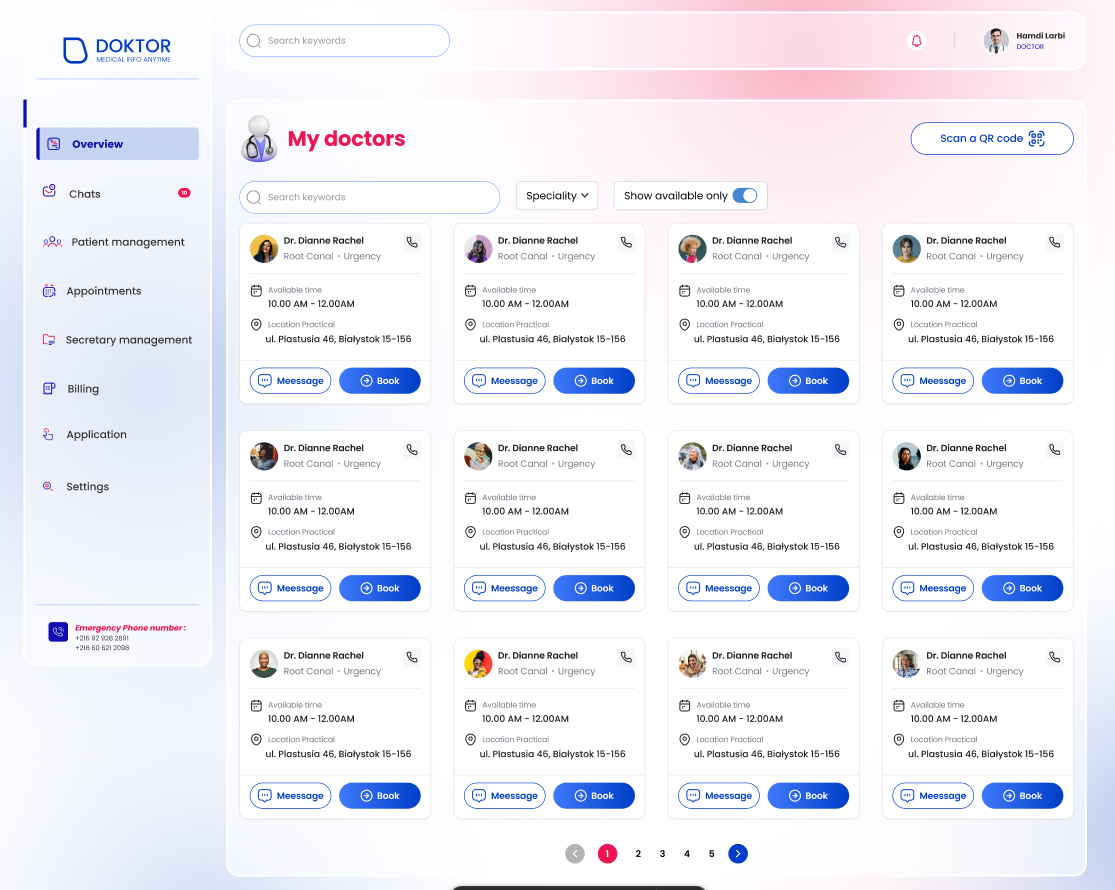 DOKTOR
MEDICAL INFO ANYTIME
Overview
Chats
10
Patient management
Appointments
Secretary management
Billing
Application
Settings
Emergency Phone number :
+216 92 928 2891
+216 60 621 2098
Search keywords
Hamdi Larbi
DOCTOR
My doctors
Scan a QR code
Search keywords
Speciality
Show available only
Dr. Dianne Rachel
Root Canal • Urgency
Available time
10.00 AM - 12.00AM
Location Practical
ul. Plastusia 46, Białystok 15-156
Meessage
Book
Dr. Dianne Rachel
Root Canal • Urgency
Available time
10.00 AM - 12.00AM
Location Practical
ul. Plastusia 46, Białystok 15-156
Meessage
Book
Dr. Dianne Rachel
Root Canal • Urgency
Available time
10.00 AM - 12.00AM
Location Practical
ul. Plastusia 46, Białystok 15-156
Meessage
Book
Dr. Dianne Rachel
Root Canal • Urgency
Available time
10.00 AM - 12.00AM
Location Practical
ul. Plastusia 46, Białystok 15-156
Meessage
Book
Dr. Dianne Rachel
Root Canal • Urgency
Available time
10.00 AM - 12.00AM
Location Practical
ul. Plastusia 46, Białystok 15-156
Meessage
Book
Dr. Dianne Rachel
Root Canal • Urgency
Available time
10.00 AM - 12.00AM
Location Practical
ul. Plastusia 46, Białystok 15-156
Meessage
Book
Dr. Dianne Rachel
Root Canal • Urgency
Available time
10.00 AM - 12.00AM
Location Practical
ul. Plastusia 46, Białystok 15-156
Meessage
Book
Dr. Dianne Rachel
Root Canal • Urgency
Available time
10.00 AM - 12.00AM
Location Practical
ul. Plastusia 46, Białystok 15-156
Meessage
Book
Dr. Dianne Rachel
Root Canal • Urgency
Available time
10.00 AM - 12.00AM
Location Practical
ul. Plastusia 46, Białystok 15-156
Meessage
Book
Dr. Dianne Rachel
Root Canal • Urgency
Available time
10.00 AM - 12.00AM
Location Practical
ul. Plastusia 46, Białystok 15-156
Meessage
Book
Dr. Dianne Rachel
Root Canal • Urgency
Available time
10.00 AM - 12.00AM
Location Practical
ul. Plastusia 46, Białystok 15-156
Meessage
Book
Dr. Dianne Rachel
Root Canal • Urgency
Available time
10.00 AM - 12.00AM
Location Practical
ul. Plastusia 46, Białystok 15-156
Meessage
Book
1 2 3 4 5